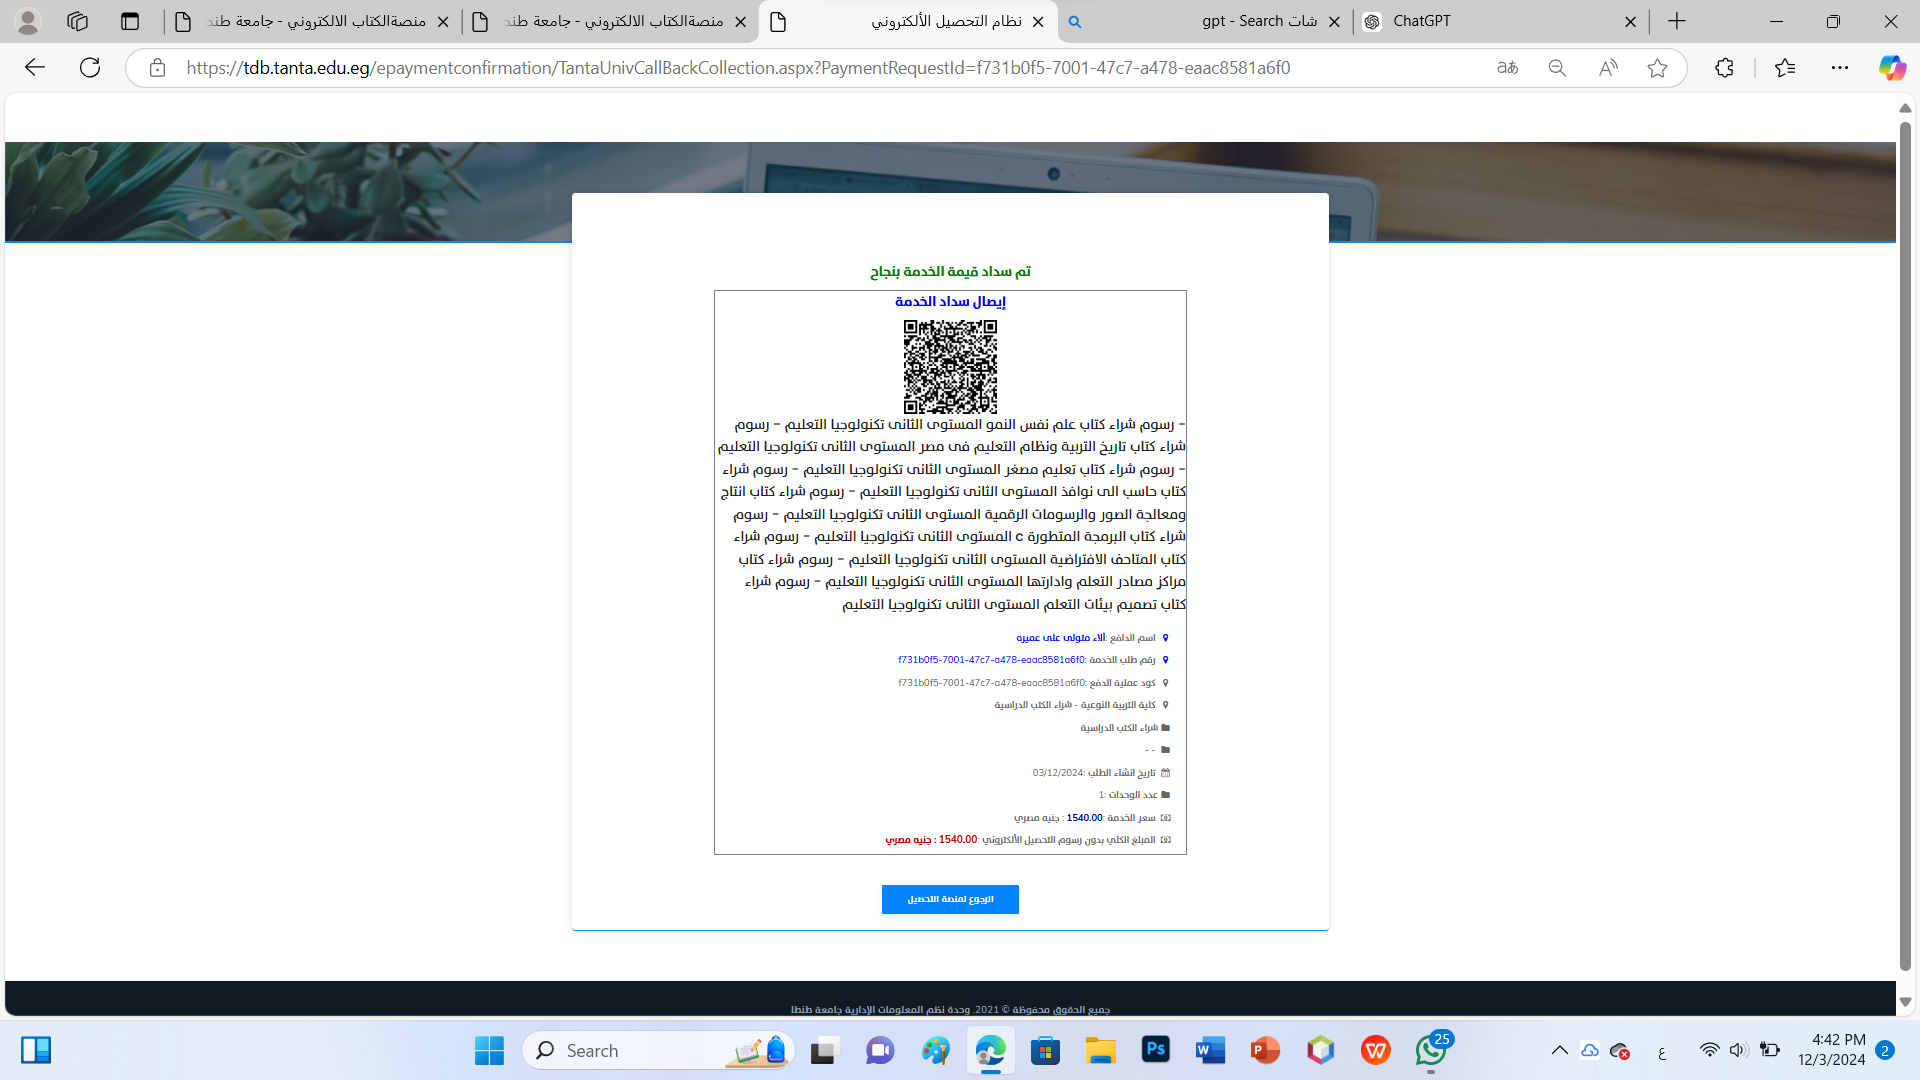 منصةالكتاب الالكتروني - جامعة طند
منصةالكتاب الالكتروني - جامعة طند
نظام التحصيل الألكتروني
شات gpt - Search
ChatGPT
https://tdb.tanta.edu.eg/epaymentconfirmation/TantaUnivCallBackCollection.aspx?PaymentRequestId=f731b0f5-7001-47c7-a478-eaac8581a6f0
تم سداد قيمة الخدمة بنجاح
إيصال سداد الخدمة
- رسوم شراء كتاب علم نفس النمو المستوى الثانى تكنولوجيا التعليم - رسوم
شراء كتاب تاريخ التربية ونظام التعليم فى مصر المستوى الثانى تكنولوجيا التعليم
- رسوم شراء كتاب تعليم مصغر المستوى الثانى تكنولوجيا التعليم - رسوم شراء
كتاب حاسب الى نوافذ المستوى الثانى تكنولوجيا التعليم - رسوم شراء كتاب انتاج
ومعالجة الصور والرسومات الرقمية المستوى الثانى تكنولوجيا التعليم - رسوم
شراء كتاب البرمجة المتطورة c المستوى الثانى تكنولوجيا التعليم - رسوم شراء
كتاب المتاحف الافتراضية المستوى الثانى تكنولوجيا التعليم - رسوم شراء كتاب
مراكز مصادر التعلم وادارتها المستوى الثانى تكنولوجيا التعليم - رسوم شراء
كتاب تصميم بيئات التعلم المستوى الثانى تكنولوجيا التعليم
اسم الدافع :آلاء متولى على عميره
رقم طلب الخدمة :f731b0f5-7001-47c7-a478-eaac8581a6f0
كود عملية الدفع :f731b0f5-7001-47c7-a478-eaac8581a6f0
كلية التربية النوعية - شراء الكتب الدراسية
شراء الكتب الدراسية
- -
تاريخ انشاء الطلب :03/12/2024
عدد الوحدات :1
سعر الخدمة :1540.00 : جنيه مصري
المبلغ الكلي بدون رسوم التحصيل الألكتروني :1540.00 : جنيه مصري
الرجوع لمنصة التحصيل
جميع الحقوق محفوظة © 2021. وحدة نظم المعلومات الإدارية جامعة طنطا
Search
Ps
W
P
25
ع
4:42 PM
12/3/2024
2